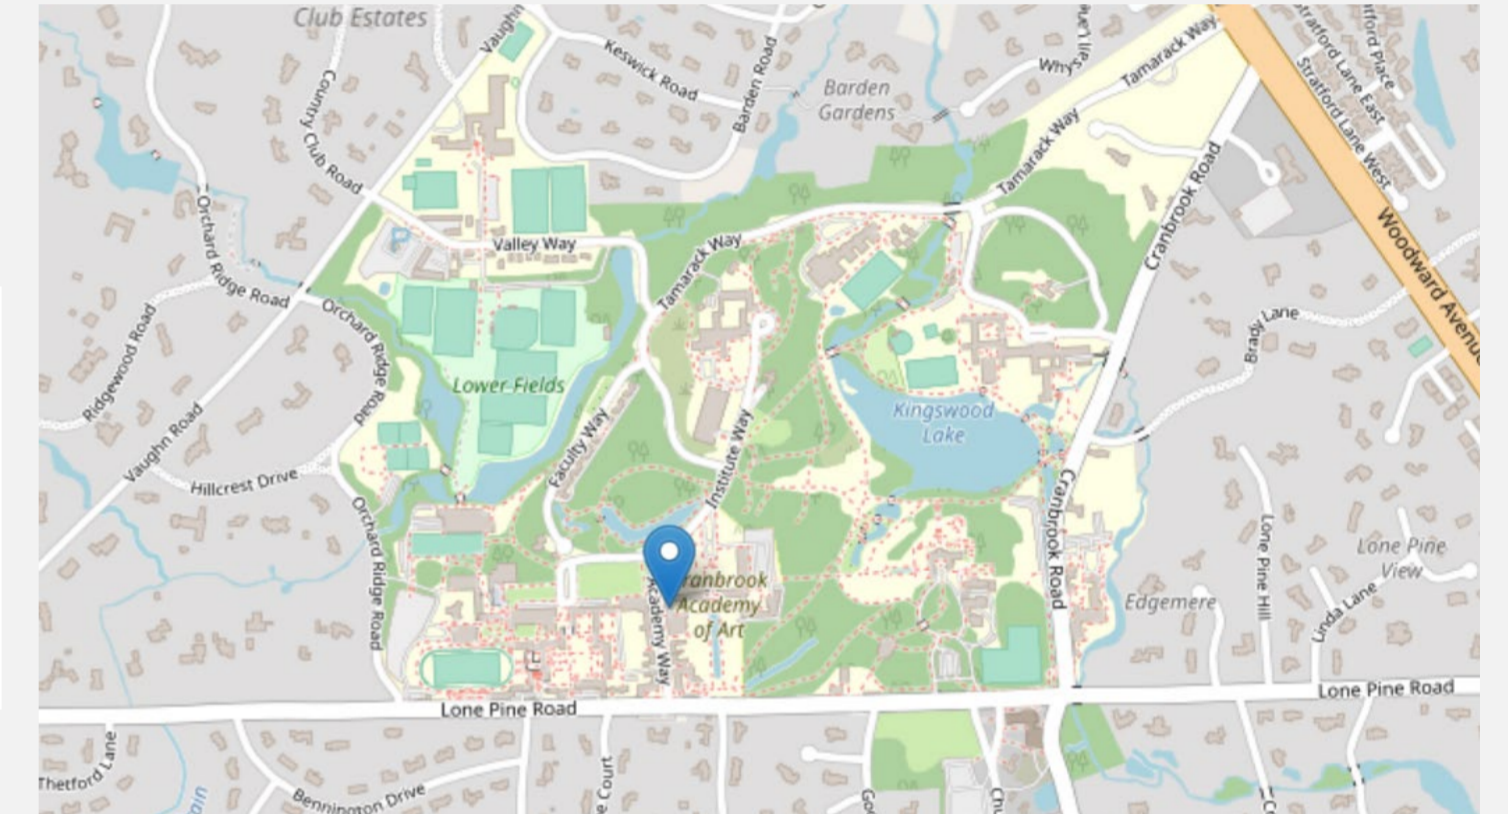 Club Estates
Vaughn
Keswick Road
Barden Road
Barden
Gardens
Tamarack Way
Stratford Lane East
Stratford Lane West
Country Club Road
Tamarack Way
Cranbrook Road
Woodward Avenue
P
Valley Way
Tamarack Way
Orchard Ridge Road
Orchard Ridge Road
Ridgewood Road
Brady Lane
Lower Fields
Kingswood
Lake
Vaughn Road
Faculty Way
Institute Way
Hillcrest Drive
Orchard Ridge Road
Cranbrook Road
Lone Pine Hill
Lone Pine
View
Edgemere
Linda Lane
Academy Way
ranbrook
Academy
of Art
Lone Pine Road
Lone Pine Road
Thetford Lane
Bennington Drive
e Court